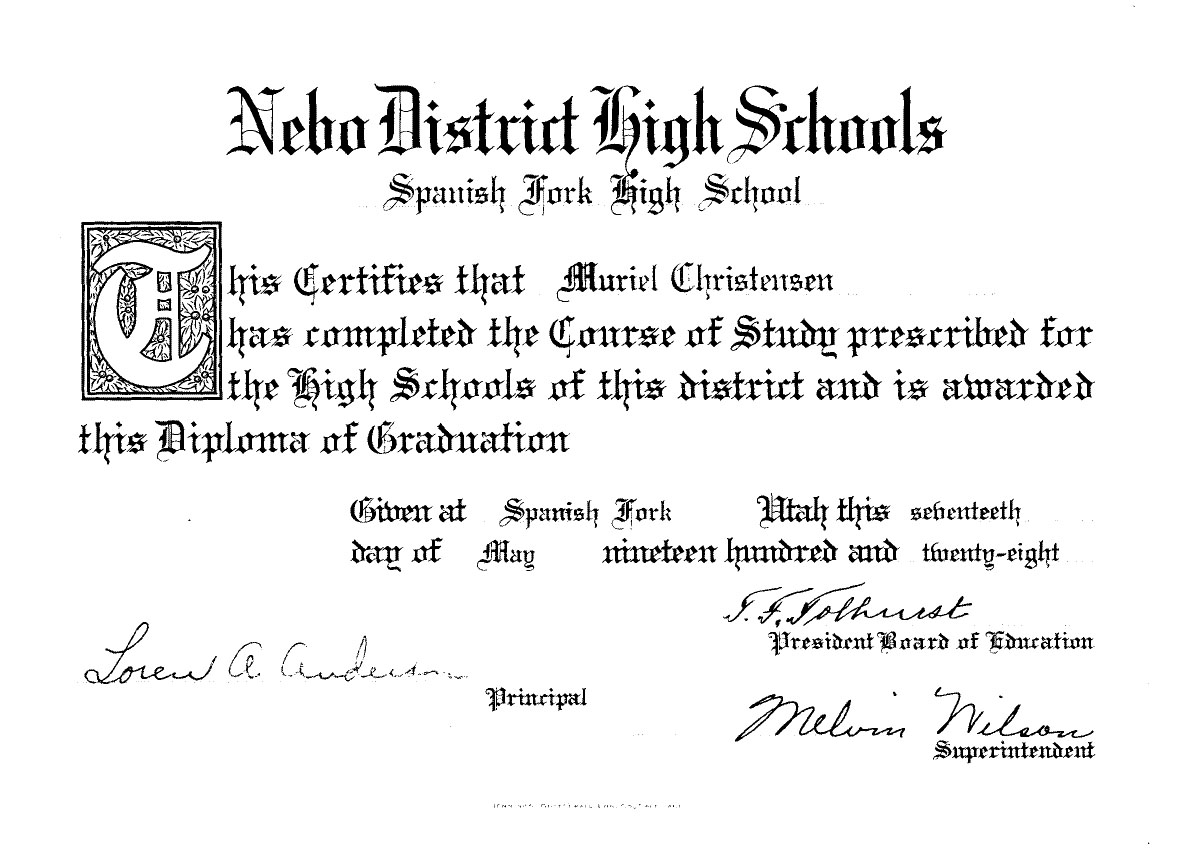 Nebo District High Schools
Spanish Fork High School
This Certifies that Muriel Christensen
has completed the Course of Study prescribed for
the High Schools of this district and is awarded
this Diploma of Graduation
Given at Spanish Fork Utah this seventeeth
day of May nineteen hundred and twenty-eight
T. F. Tolhurst
President Board of Education
Loren A. Anderson
Principal
Melvin Wilson
Superintendent